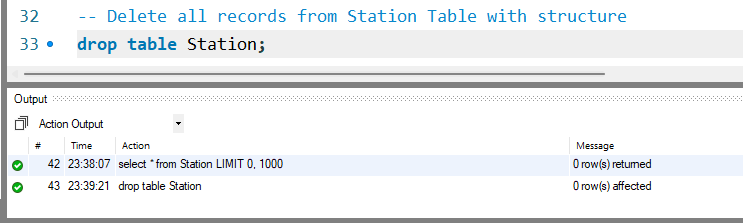 32 -- Delete all records from Station Table with structure
33 drop table Station;
Output
Action Output
# Time Action Message
42 23:38:07 select * from Station LIMIT 0, 1000 0 row(s) returned
43 23:39:21 drop table Station 0 row(s) affected